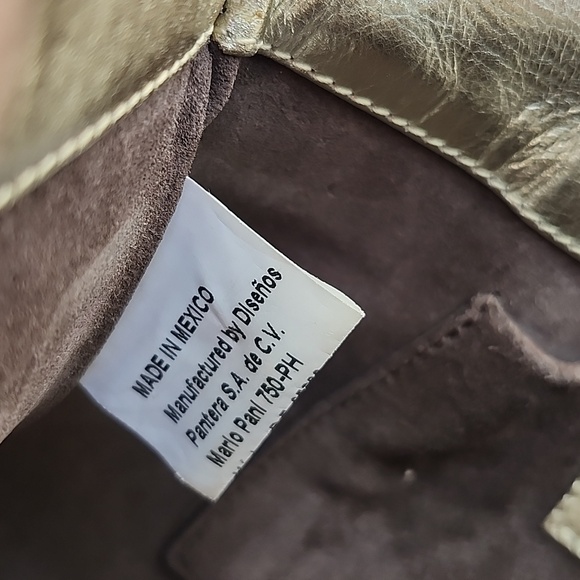 MADE IN MEXICO
Manufactured by Diseños
Pantera S.A. de C.V.
Mario Pani 750-PH